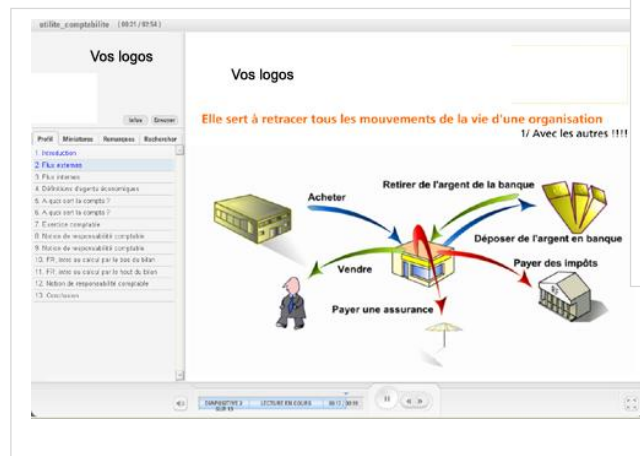 utilite_comptabilite (00:21 / 02:54)
Vos logos
Vos logos
Infos Envoyer
Profil Miniatures Remarques Rechercher
1. Introduction
2. Flux externes
3. Flux internes
4. Définitions d'agents économiques
5. A quoi sert la compta ?
6. A quoi sert la compta ?
7. Exercice comptable
8. Notion de responsabilité comptable
9. Notion de responsabilité comptable
10. FR, intro au calcul par le bas du bilan
11. FR, intro au calcul par le haut du bilan
12. Notion de responsabilité comptable
13. Conclusion
Elle sert à retracer tous les mouvements de la vie d'une organisation
1/ Avec les autres !!!!
Acheter
Retirer de l'argent de la banque
Déposer de l'argent en banque
Vendre
Payer des impôts
Payer une assurance
DIAPOSITIVE 2
SUR 13
LECTURE EN COURS